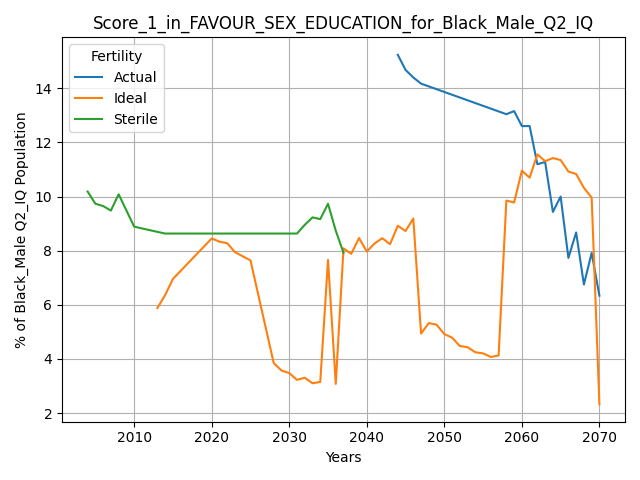 Score_1_in_FAVOUR_SEX_EDUCATION_for_Black_Male_Q2_IQ
Fertility
Actual
Ideal
Sterile
% of Black_Male Q2_IQ Population
14
12
10
8
6
4
2
2010 2020 2030 2040 2050 2060 2070
Years